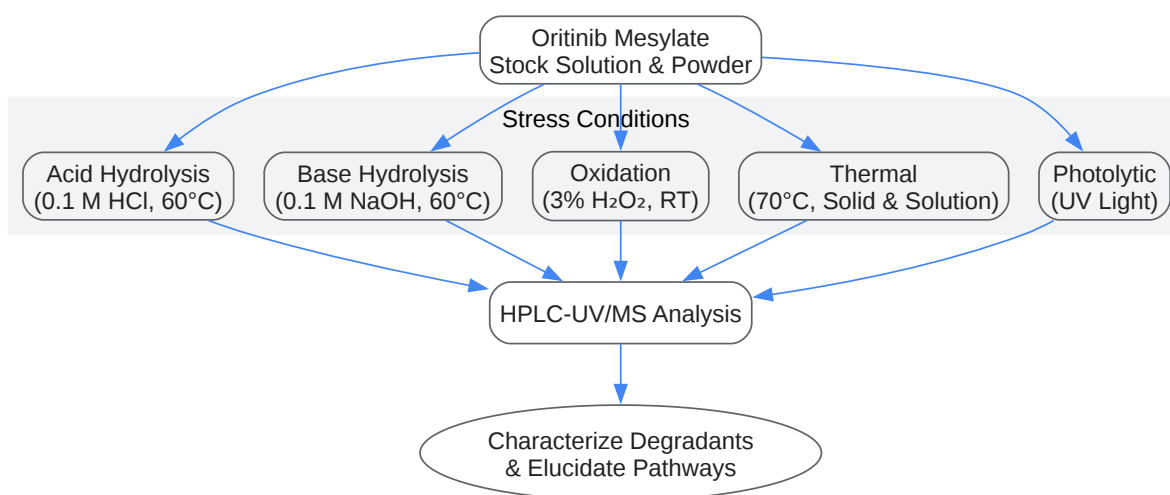 Oritinib Mesylate
Stock Solution & Powder
Stress Conditions
Acid Hydrolysis
(0.1 M HCl, 60°C)
Base Hydrolysis
(0.1 M NaOH, 60°C)
Oxidation
(3% H₂O₂, RT)
Thermal
(70°C, Solid & Solution)
Photolytic
(UV Light)
HPLC-UV/MS Analysis
Characterize Degradants
& Elucidate Pathways